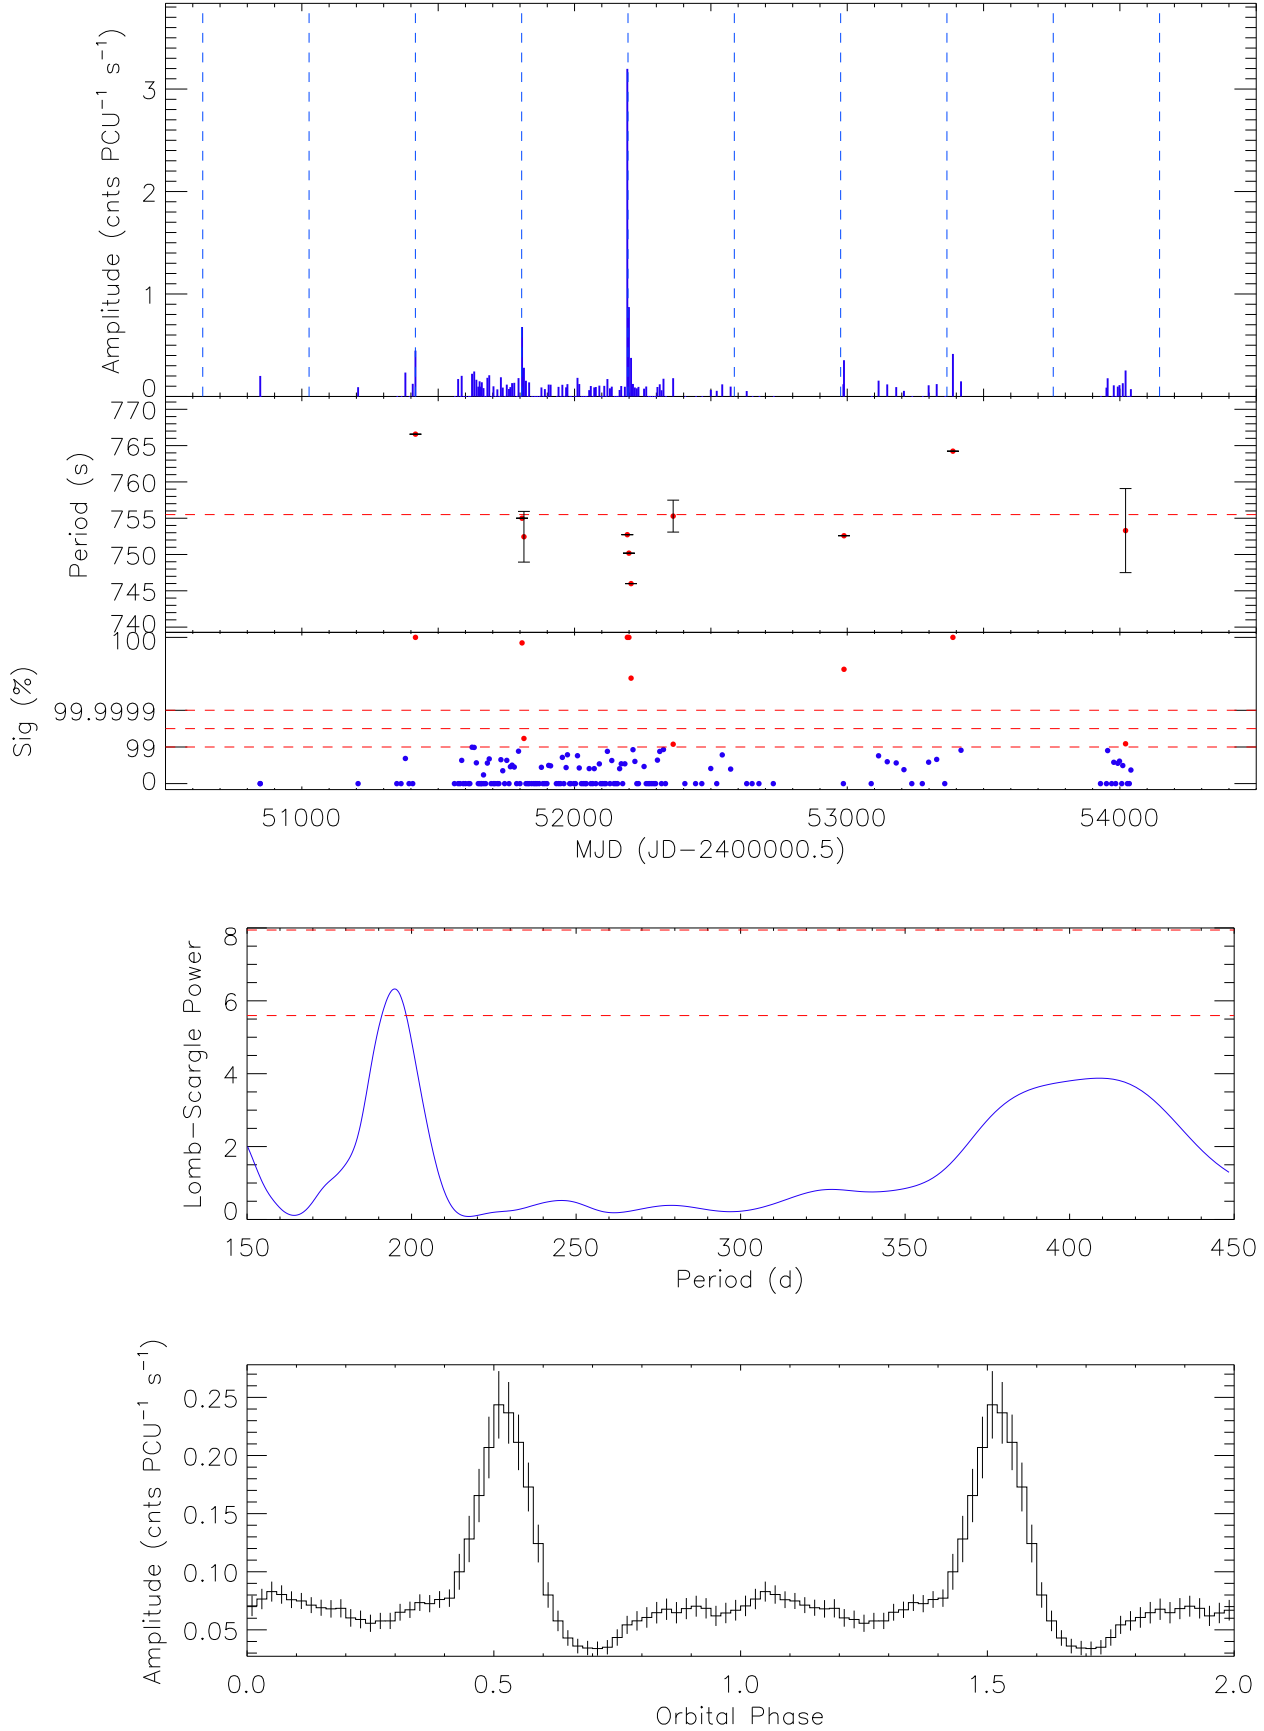 Amplitude (cnts PCU⁻¹ s⁻¹)
3
2
1
0
Period (s)
770
765
760
755
750
745
740
Sig (%)
100
99.9999
99
0
51000 52000 53000 54000
MJD (JD−2400000.5)
Lomb−Scargle Power
8
6
4
2
0
150 200 250 300 350 400 450
Period (d)
Amplitude (cnts PCU⁻¹ s⁻¹)
0.25
0.20
0.15
0.10
0.05
0.0 0.5 1.0 1.5 2.0
Orbital Phase